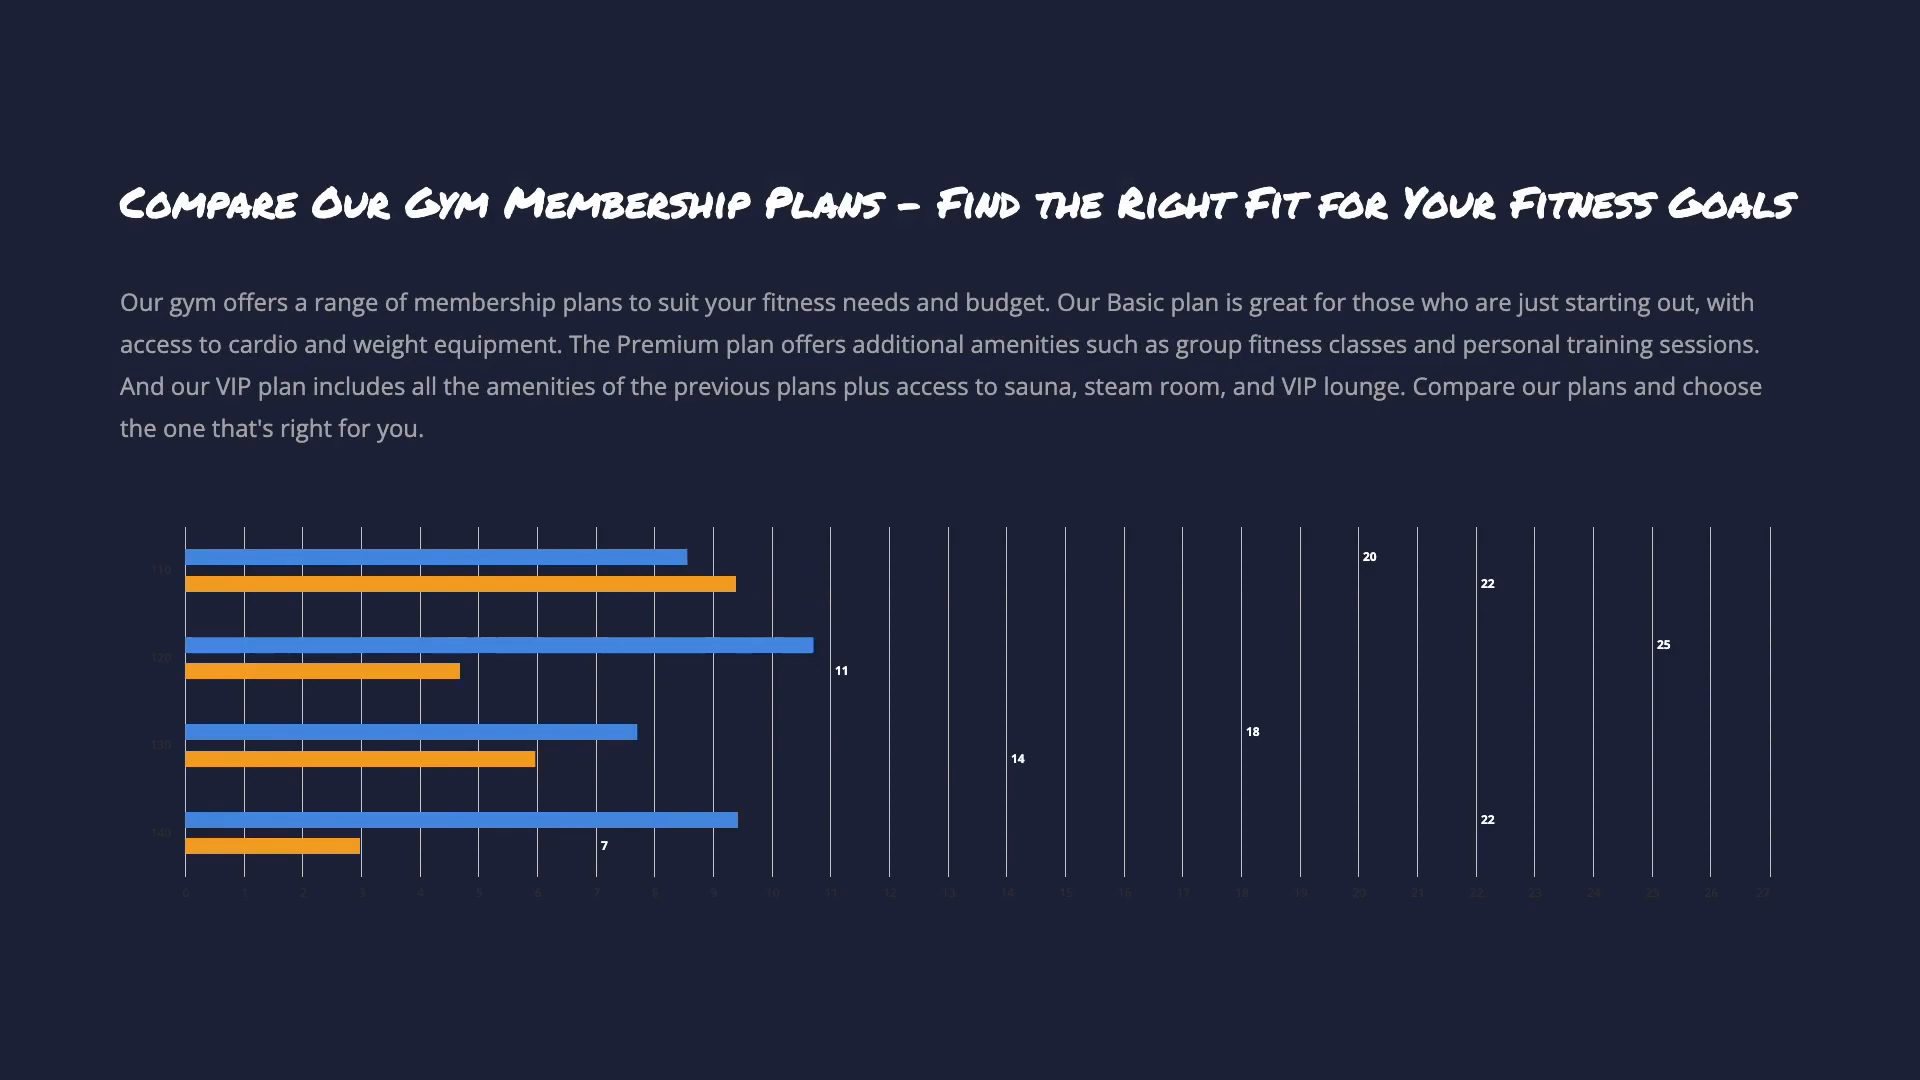 Compare Our Gym Membership Plans – Find the Right Fit for Your Fitness Goals
Our gym offers a range of membership plans to suit your fitness needs and budget. Our Basic plan is great for those who are just starting out, with
access to cardio and weight equipment. The Premium plan offers additional amenities such as group fitness classes and personal training sessions.
And our VIP plan includes all the amenities of the previous plans plus access to sauna, steam room, and VIP lounge. Compare our plans and choose
the one that's right for you.
20
110
22
25
120
11
18
130
14
22
140
7
0 1 2 3 4 5 6 7 8 9 10 11 12 13 14 15 16 17 18 19 20 21 22 23 24 25 26 27